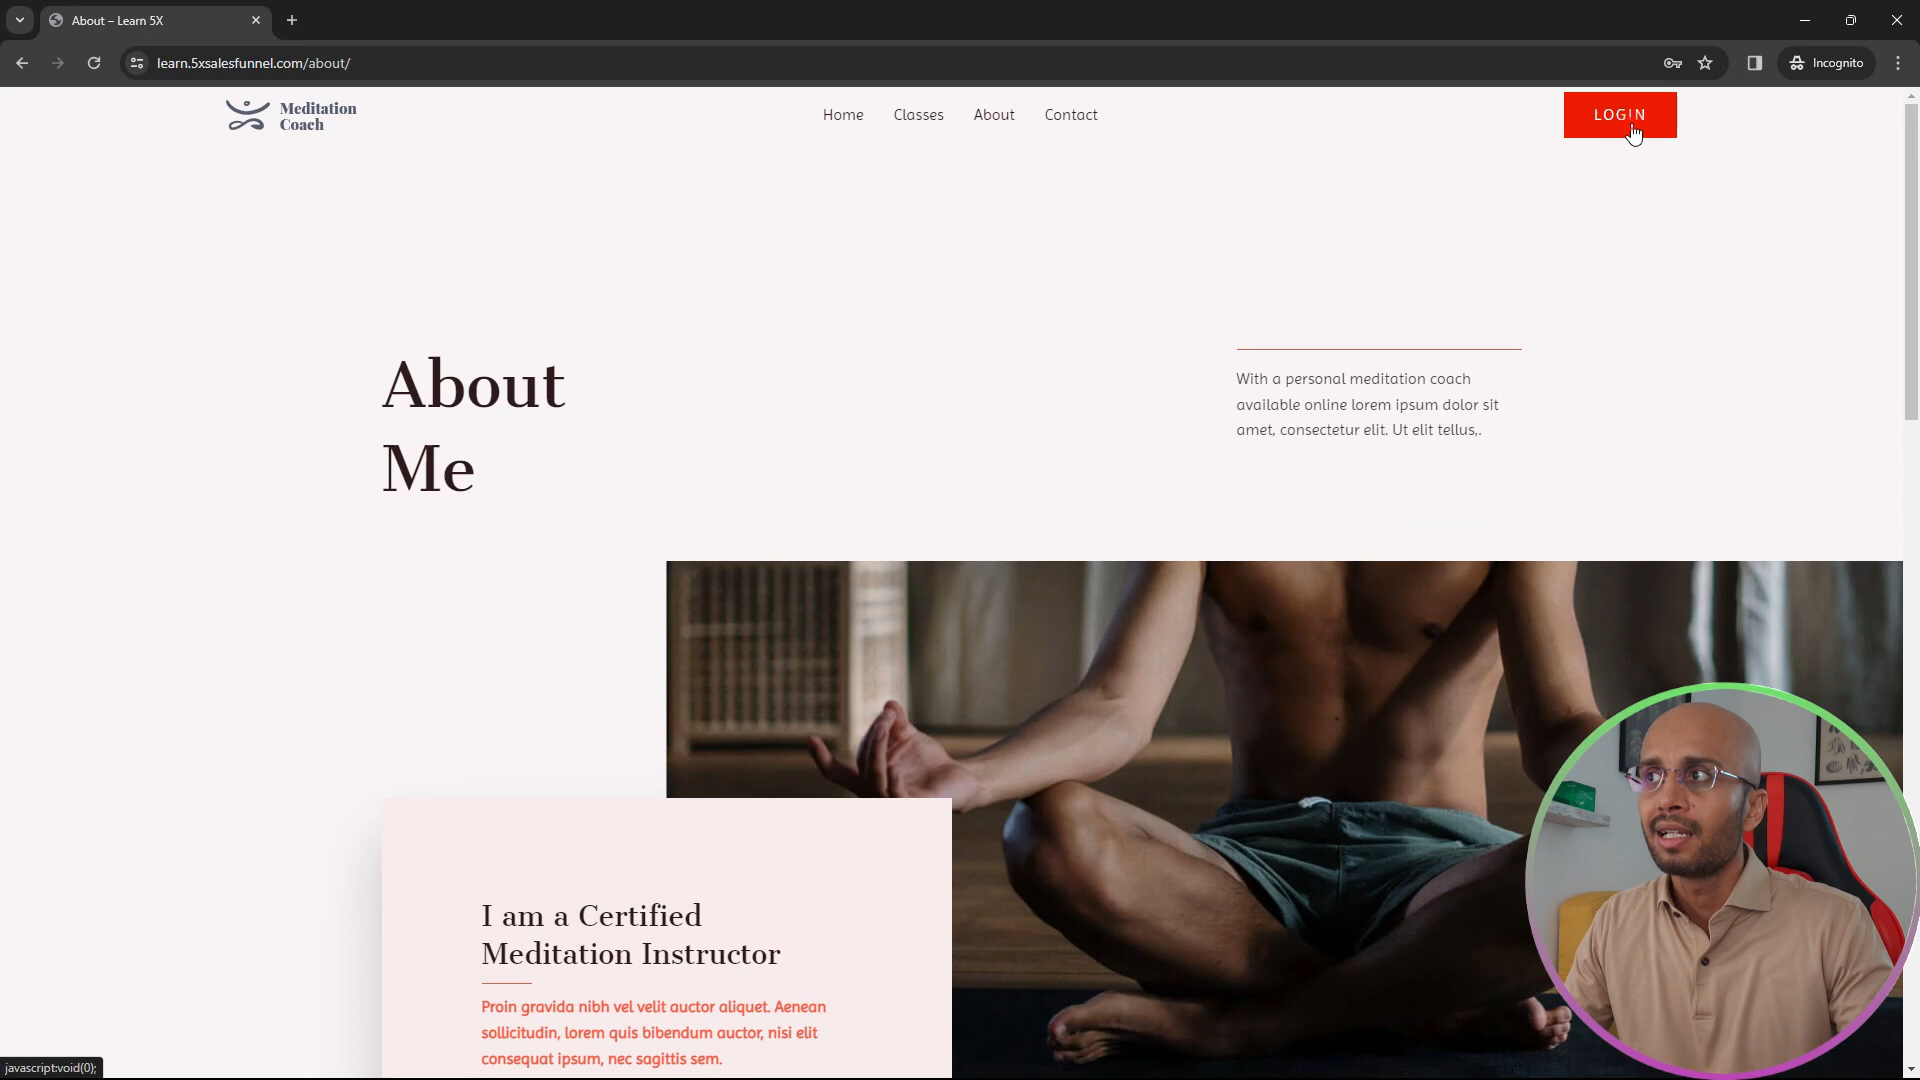 About – Learn 5X
learn.5xsalesfunnel.com/about/
Incognito
Meditation
Coach
Home Classes About Contact
LOGIN
About
Me
With a personal meditation coach
available online lorem ipsum dolor sit
amet, consectetur elit. Ut elit tellus,.
I am a Certified
Meditation Instructor
Proin gravida nibh vel velit auctor aliquet. Aenean
sollicitudin, lorem quis bibendum auctor, nisi elit
consequat ipsum, nec sagittis sem.
javascript:void(0);